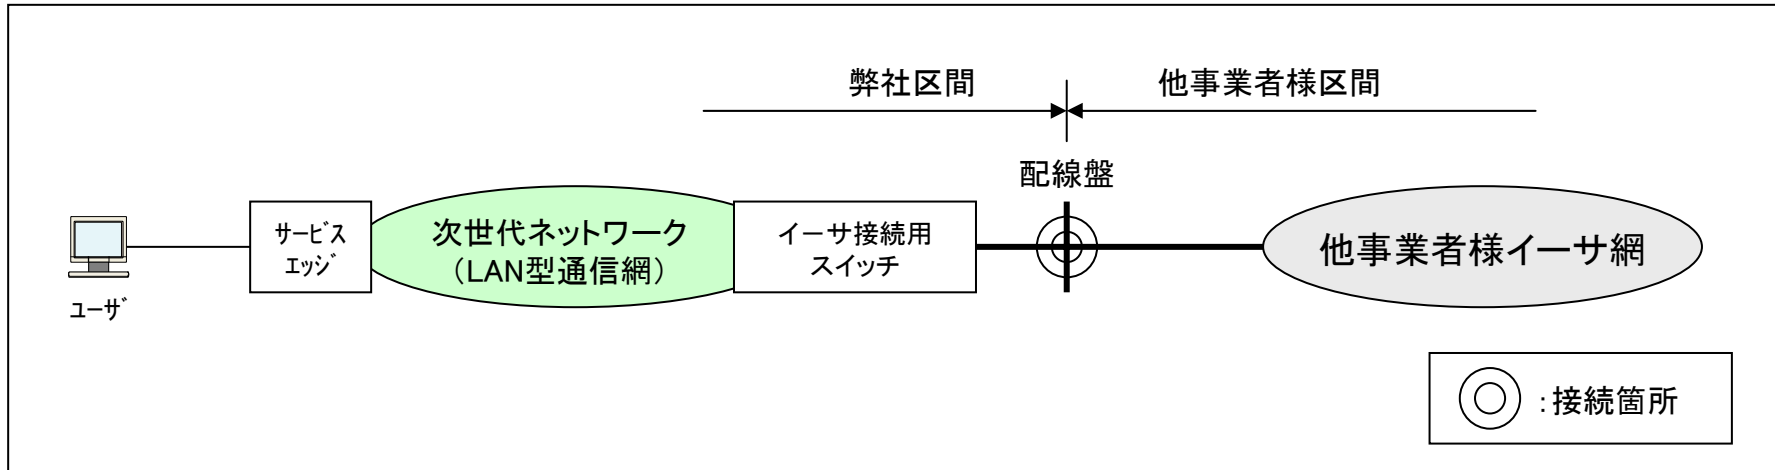 弊社区間
他事業者様区間
配線盤
ｻｰﾋﾞｽ
ｴｯｼﾞ
次世代ネットワーク
（LAN型通信網）
イーサ接続用
スイッチ
他事業者様イーサ網
ﾕｰｻﾞ
：接続箇所